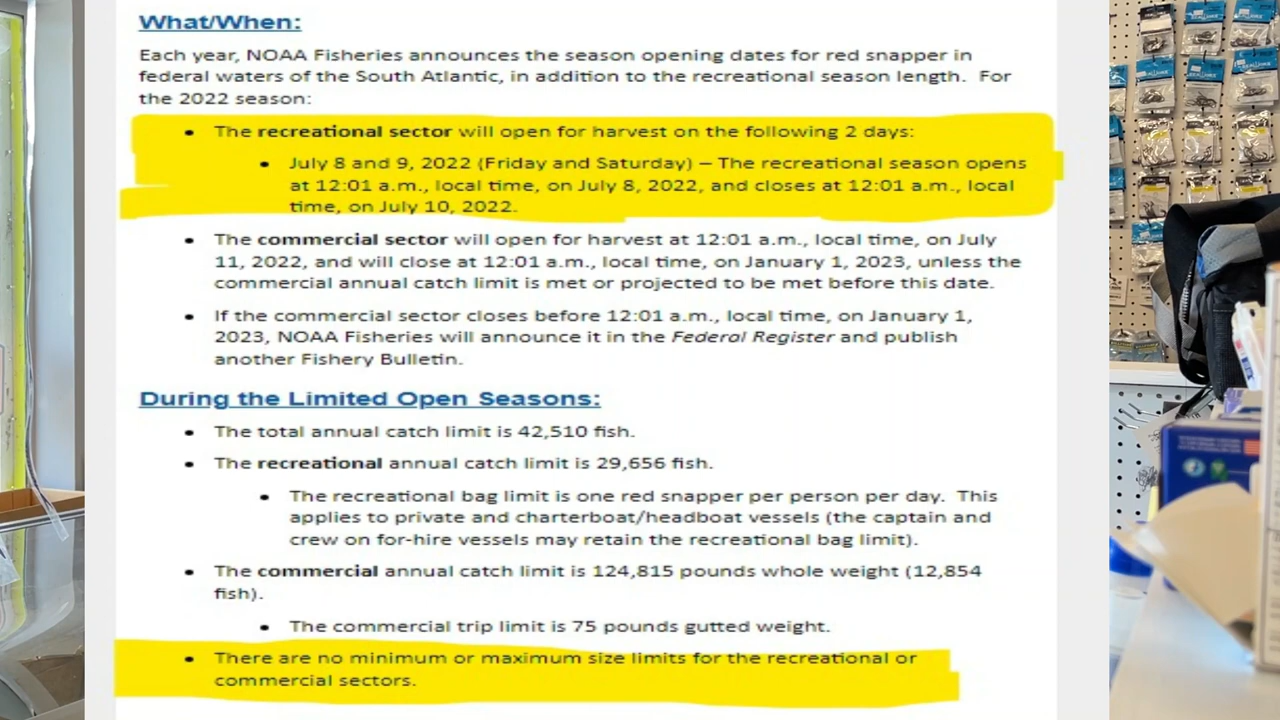 What/When:
Each year, NOAA Fisheries announces the season opening dates for red snapper in
federal waters of the South Atlantic, in addition to the recreational season length. For
the 2022 season:
• The recreational sector will open for harvest on the following 2 days:
• July 8 and 9, 2022 (Friday and Saturday) – The recreational season opens
at 12:01 a.m., local time, on July 8, 2022, and closes at 12:01 a.m., local
time, on July 10, 2022.
• The commercial sector will open for harvest at 12:01 a.m., local time, on July
11, 2022, and will close at 12:01 a.m., local time, on January 1, 2023, unless the
commercial annual catch limit is met or projected to be met before this date.
• If the commercial sector closes before 12:01 a.m., local time, on January 1,
2023, NOAA Fisheries will announce it in the Federal Register and publish
another Fishery Bulletin.
During the Limited Open Seasons:
• The total annual catch limit is 42,510 fish.
• The recreational annual catch limit is 29,656 fish.
• The recreational bag limit is one red snapper per person per day. This
applies to private and charterboat/headboat vessels (the captain and
crew on for-hire vessels may retain the recreational bag limit).
• The commercial annual catch limit is 124,815 pounds whole weight (12,854
fish).
• The commercial trip limit is 75 pounds gutted weight.
• There are no minimum or maximum size limits for the recreational or
commercial sectors.